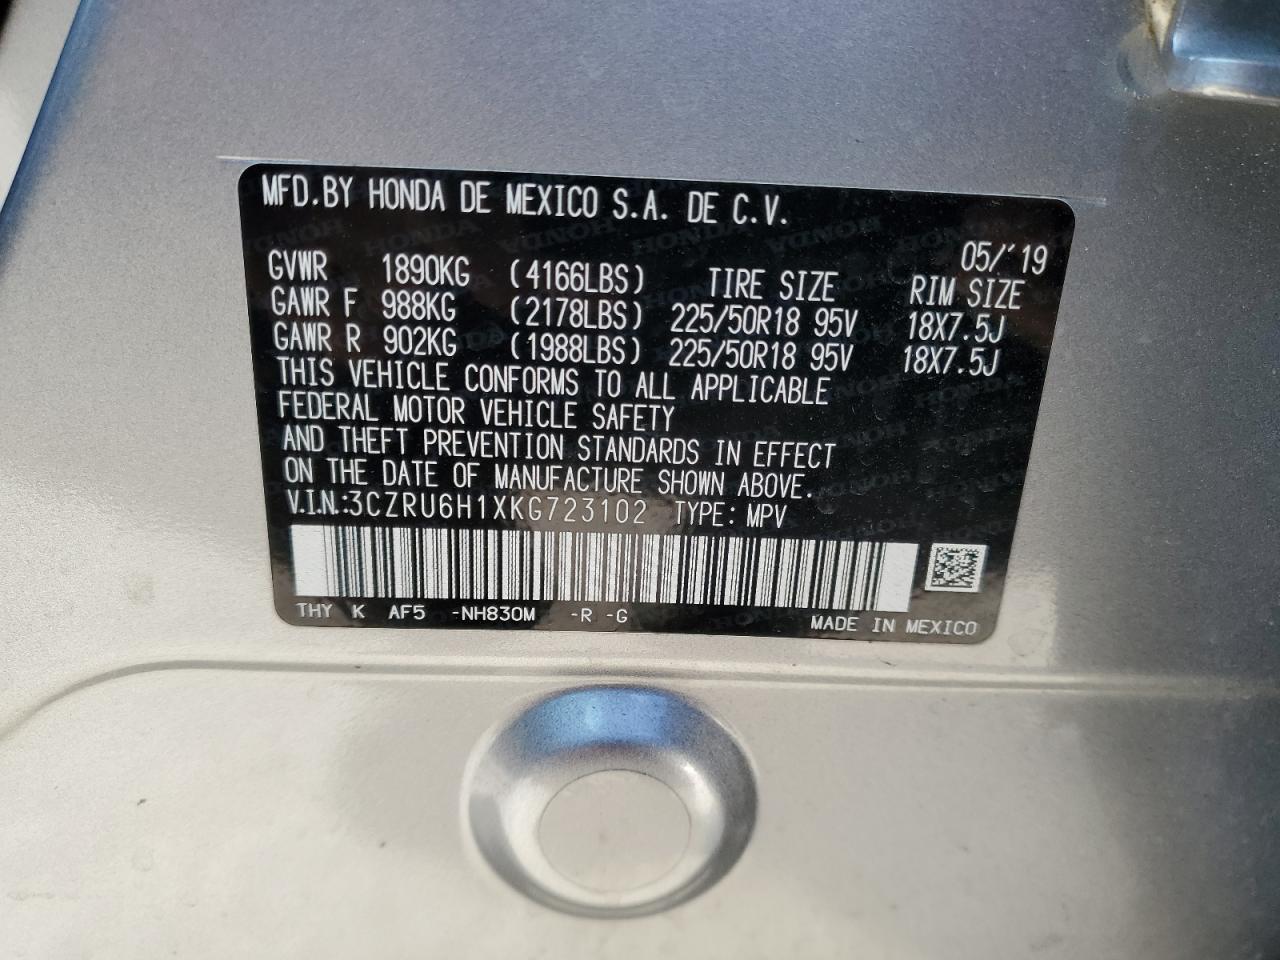 MFD.BY HONDA DE MEXICO S.A. DE C.V.
05/'19
GVWR 1890KG (4166LBS) TIRE SIZE RIM SIZE
GAWR F 988KG (2178LBS) 225/50R18 95V 18X7.5J
GAWR R 902KG (1988LBS) 225/50R18 95V 18X7.5J
THIS VEHICLE CONFORMS TO ALL APPLICABLE
FEDERAL MOTOR VEHICLE SAFETY
AND THEFT PREVENTION STANDARDS IN EFFECT
ON THE DATE OF MANUFACTURE SHOWN ABOVE.
V.I.N.:3CZRU6H1XKG723102 TYPE: MPV
THY K AF5 -NH830M -R -G
MADE IN MEXICO